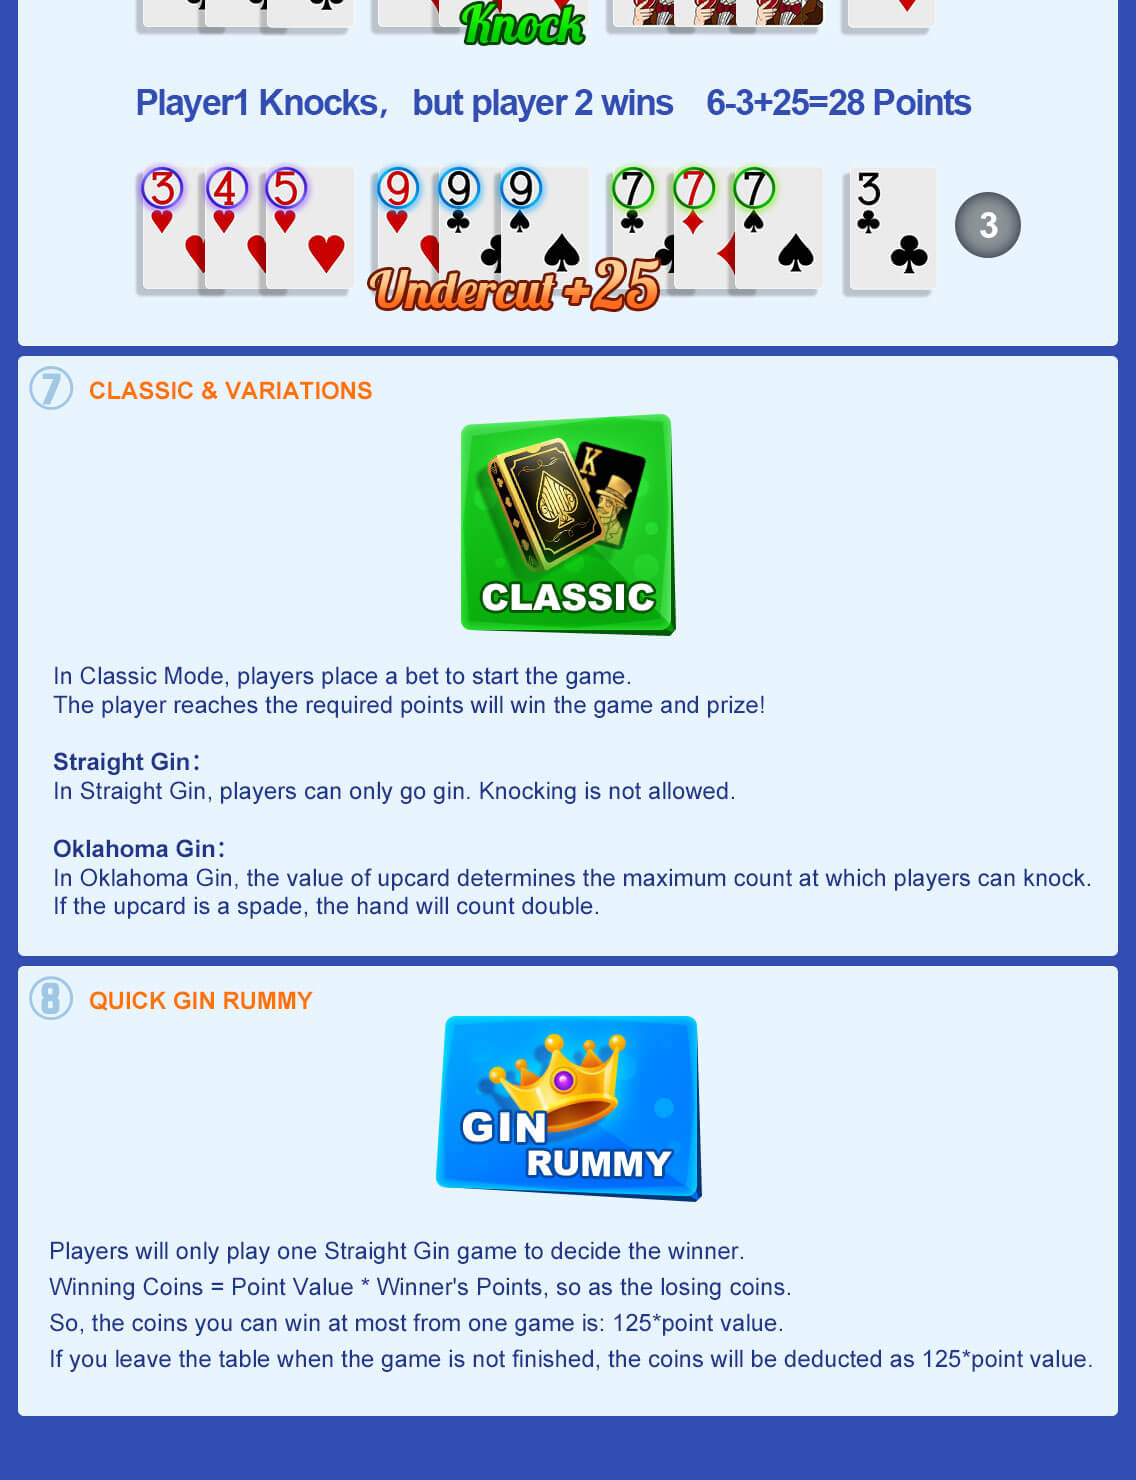 Knock
Player1 Knocks, but player 2 wins 6-3+25=28 Points
3 4 5 9 9 9 7 7 7 3 3
Undercut +25
7 CLASSIC & VARIATIONS
K
CLASSIC
In Classic Mode, players place a bet to start the game.
The player reaches the required points will win the game and prize!
Straight Gin:
In Straight Gin, players can only go gin. Knocking is not allowed.
Oklahoma Gin:
In Oklahoma Gin, the value of upcard determines the maximum count at which players can knock.
If the upcard is a spade, the hand will count double.
8 QUICK GIN RUMMY
GIN
RUMMY
Players will only play one Straight Gin game to decide the winner.
Winning Coins = Point Value * Winner's Points, so as the losing coins.
So, the coins you can win at most from one game is: 125*point value.
If you leave the table when the game is not finished, the coins will be deducted as 125*point value.